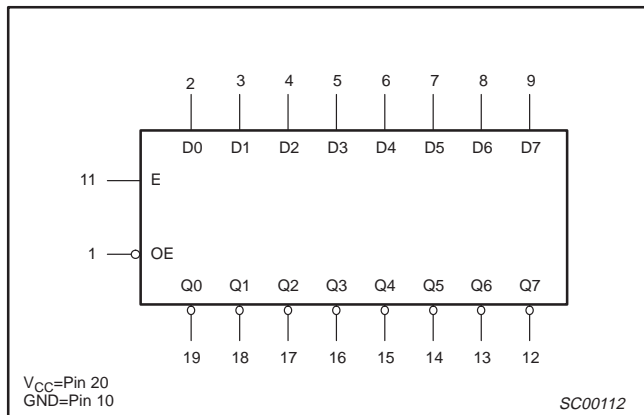 2 3 4 5 6 7 8 9
D0 D1 D2 D3 D4 D5 D6 D7
11 E
1 OE
Q0 Q1 Q2 Q3 Q4 Q5 Q6 Q7
19 18 17 16 15 14 13 12
VCC=Pin 20
GND=Pin 10
SC00112